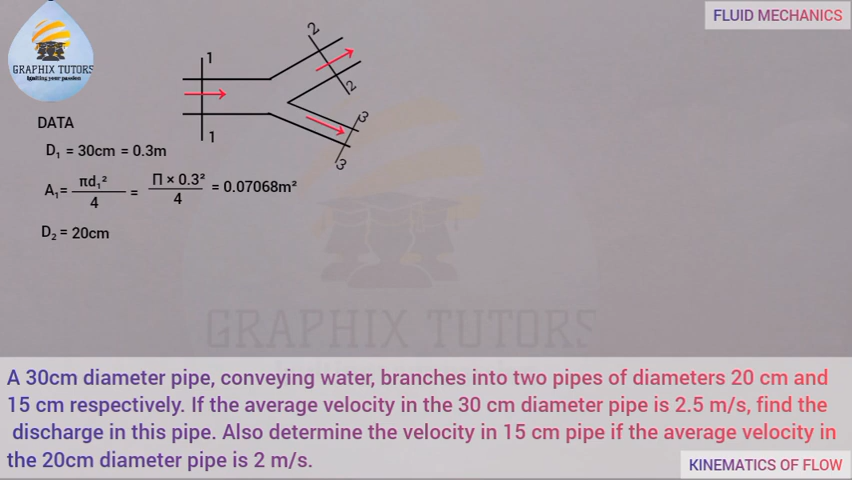 FLUID MECHANICS
GRAPHIX TUTORS
Igniting your passion
2
1
2
3
1
3
DATA
D₁ = 30cm = 0.3m
A₁= πd₁²/4 = Π × 0.3²/4 = 0.07068m²
D₂ = 20cm
GRAPHIX TUTORS
A 30cm diameter pipe, conveying water, branches into two pipes of diameters 20 cm and
15 cm respectively. If the average velocity in the 30 cm diameter pipe is 2.5 m/s, find the
discharge in this pipe. Also determine the velocity in 15 cm pipe if the average velocity in
the 20cm diameter pipe is 2 m/s.
KINEMATICS OF FLOW